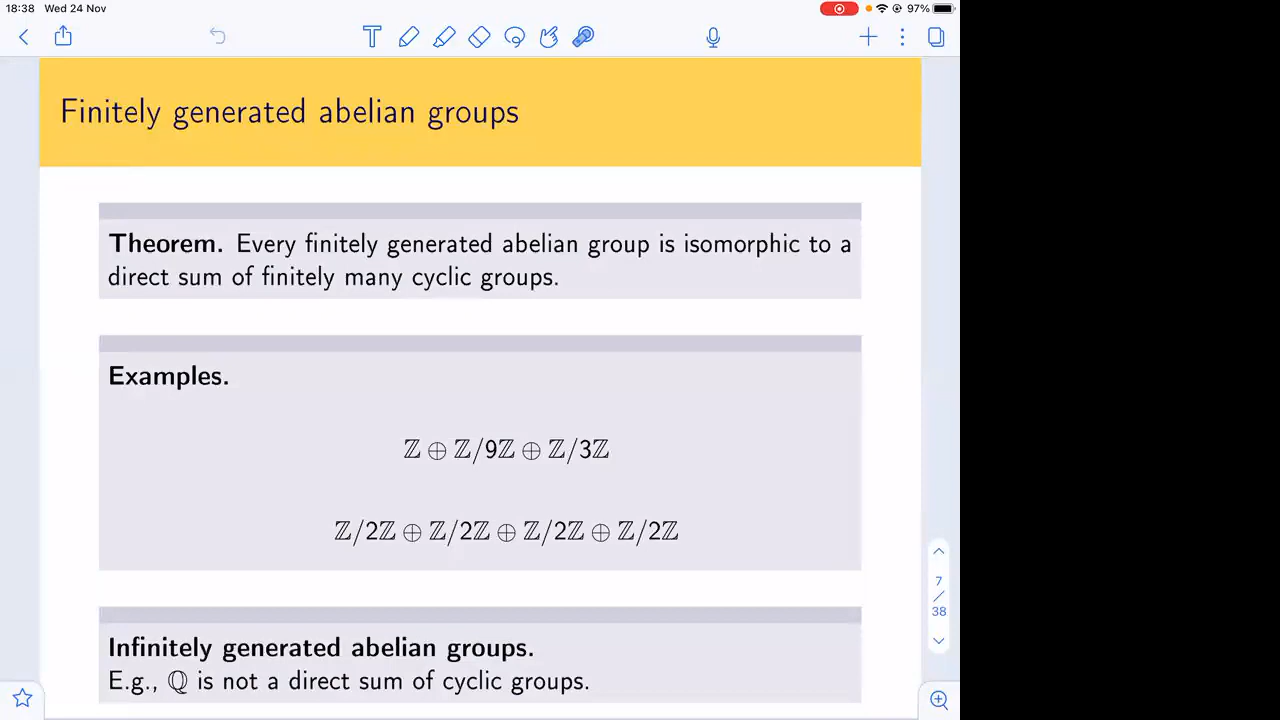 18:38 Wed 24 Nov
97%
Finitely generated abelian groups
Theorem. Every finitely generated abelian group is isomorphic to a
direct sum of finitely many cyclic groups.
Examples.
ℤ ⊕ ℤ/9ℤ ⊕ ℤ/3ℤ
ℤ/2ℤ ⊕ ℤ/2ℤ ⊕ ℤ/2ℤ ⊕ ℤ/2ℤ
7
/
38
Infinitely generated abelian groups.
E.g., ℚ is not a direct sum of cyclic groups.